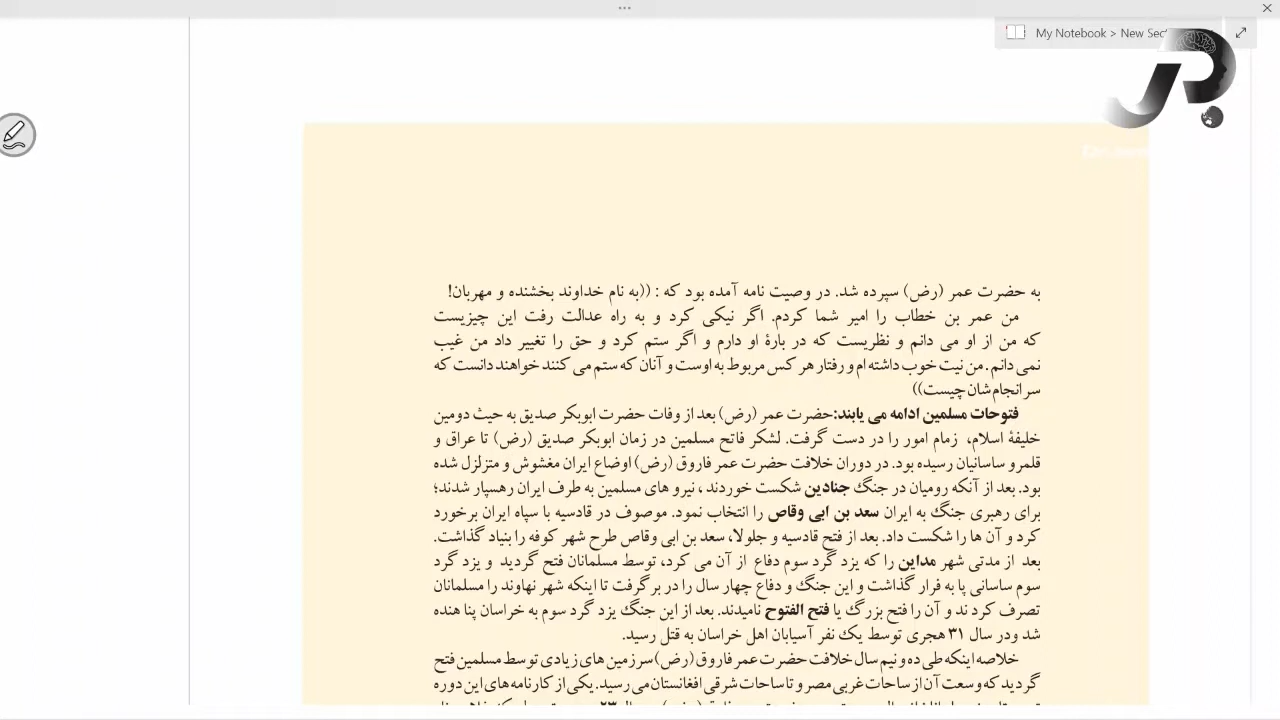 My Notebook > New Sec
به حضرت عمر (رض) سپرده شد. در وصیت نامه آمده بود که : ((به نام خداوند بخشنده و مهربان!
من عمر بن خطاب را امیر شما کردم. اگر نیکی کرد و به راه عدالت رفت این چیزیست
که من از او می دانم و نظریست که در بارهٔ او دارم و اگر ستم کرد و حق را تغییر داد من غیب
نمی دانم . من نیت خوب داشته ام و رفتار هر کس مربوط به اوست و آنان که ستم می کنند خواهند دانست که
سر انجام شان چیست))
فتوحات مسلمین ادامه می یابند: حضرت عمر (رض) بعد از وفات حضرت ابوبکر صدیق به حیث دومین
خلیفهٔ اسلام، زمام امور را در دست گرفت. لشکر فاتح مسلمین در زمان ابوبکر صدیق (رض) تا عراق و
قلمرو ساسانیان رسیده بود. در دوران خلافت حضرت عمر فاروق (رض) اوضاع ایران مغشوش و متزلزل شده
بود. بعد از آنکه رومیان در جنگ جنادین شکست خوردند ، نیرو های مسلمین به طرف ایران رهسپار شدند؛
برای رهبری جنگ به ایران سعد بن ابی وقاص را انتخاب نمود. موصوف در قادسیه با سپاه ایران برخورد
کرد و آن ها را شکست داد. بعد از فتح قادسیه و جلولا، سعد بن ابی وقاص طرح شهر کوفه را بنیاد گذاشت.
بعد از مدتی شهر مداین را که یزد گرد سوم دفاع از آن می کرد، توسط مسلمانان فتح گردید و یزد گرد
سوم ساسانی پا به فرار گذاشت و این جنگ و دفاع چهار سال را در بر گرفت تا اینکه شهر نهاوند را مسلمانان
تصرف کرد ند و آن را فتح بزرگ یا فتح الفتوح نامیدند. بعد از این جنگ یزد گرد سوم به خراسان پنا هنده
شد ودر سال ۳۱ هجری توسط یک نفر آسیابان اهل خراسان به قتل رسید.
خلاصه اینکه طی ده و نیم سال خلافت حضرت عمر فاروق (رض) سرزمین های زیادی توسط مسلمین فتح
گردید که وسعت آن از ساحات غربی مصر و تا ساحات شرقی افغانستان می رسید. یکی از کارنامه های این دوره